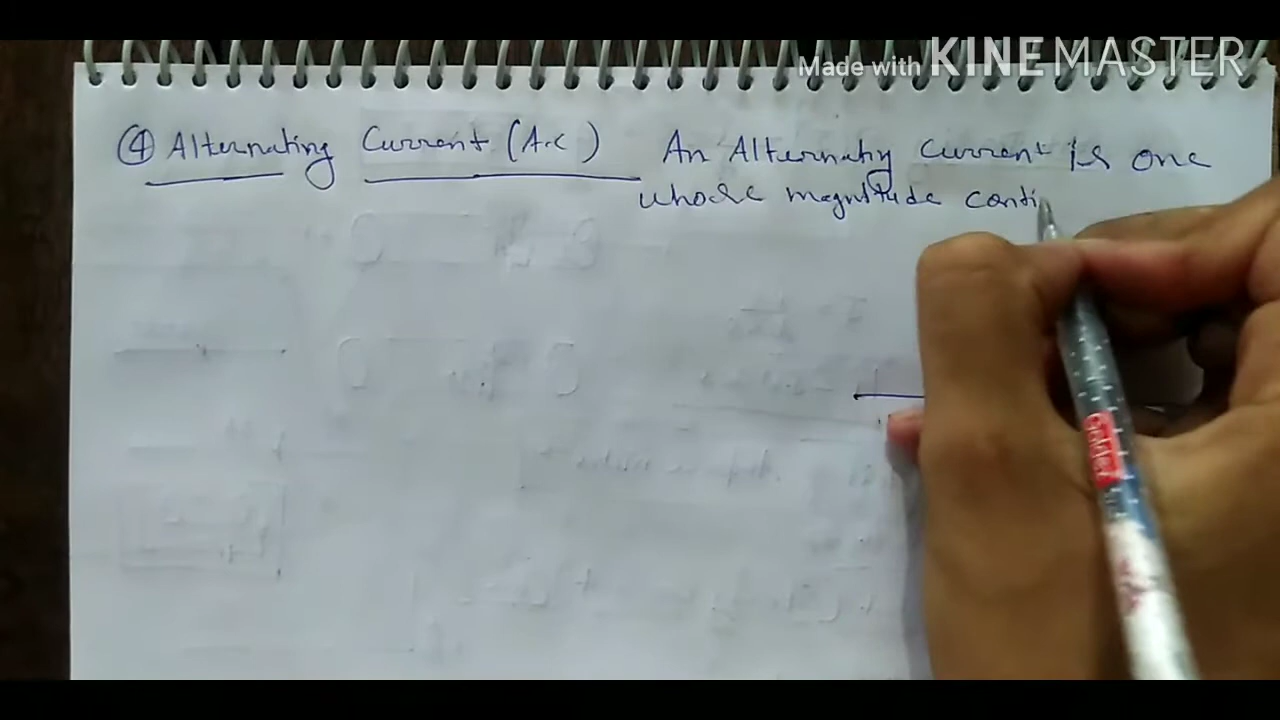 Made with KINEMASTER
④ Alternating Current (A.C) An Alternating Current is one
whose magnitude conti